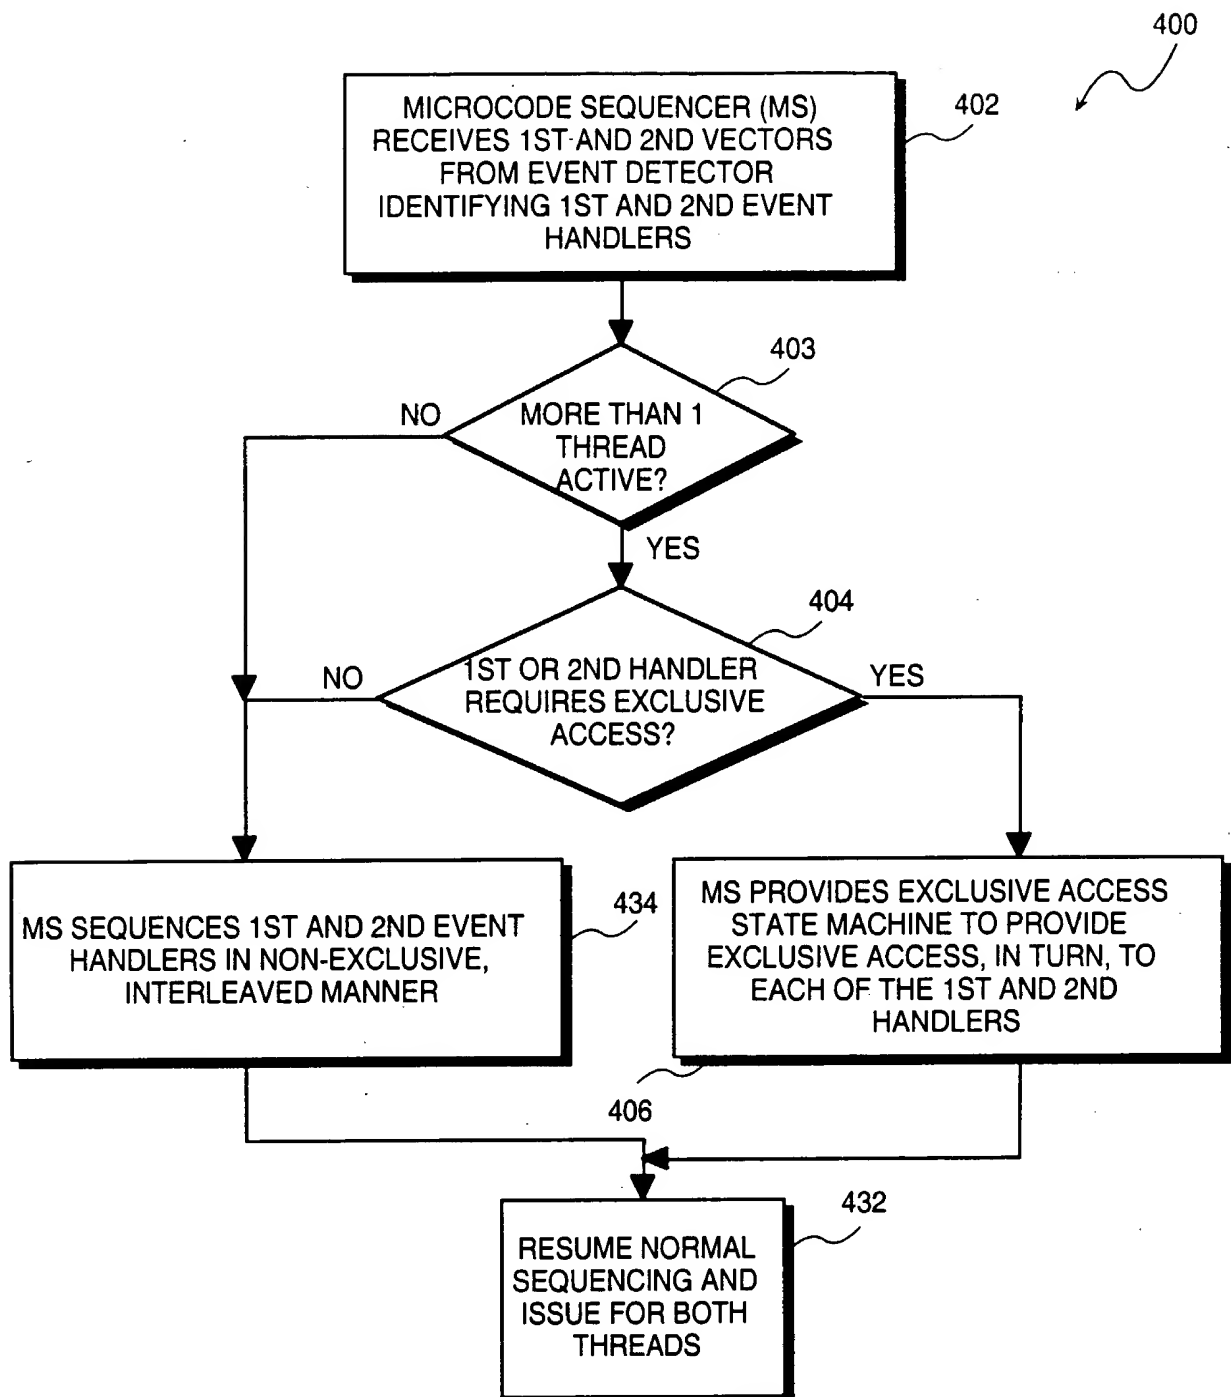 400
MICROCODE SEQUENCER (MS)
RECEIVES 1ST AND 2ND VECTORS
FROM EVENT DETECTOR
IDENTIFYING 1ST AND 2ND EVENT
HANDLERS
402
403
NO
MORE THAN 1
THREAD
ACTIVE?
YES
404
NO
1ST OR 2ND HANDLER
REQUIRES EXCLUSIVE
ACCESS?
YES
MS SEQUENCES 1ST AND 2ND EVENT
HANDLERS IN NON-EXCLUSIVE,
INTERLEAVED MANNER
434
MS PROVIDES EXCLUSIVE ACCESS
STATE MACHINE TO PROVIDE
EXCLUSIVE ACCESS, IN TURN, TO
EACH OF THE 1ST AND 2ND
HANDLERS
406
432
RESUME NORMAL
SEQUENCING AND
ISSUE FOR BOTH
THREADS